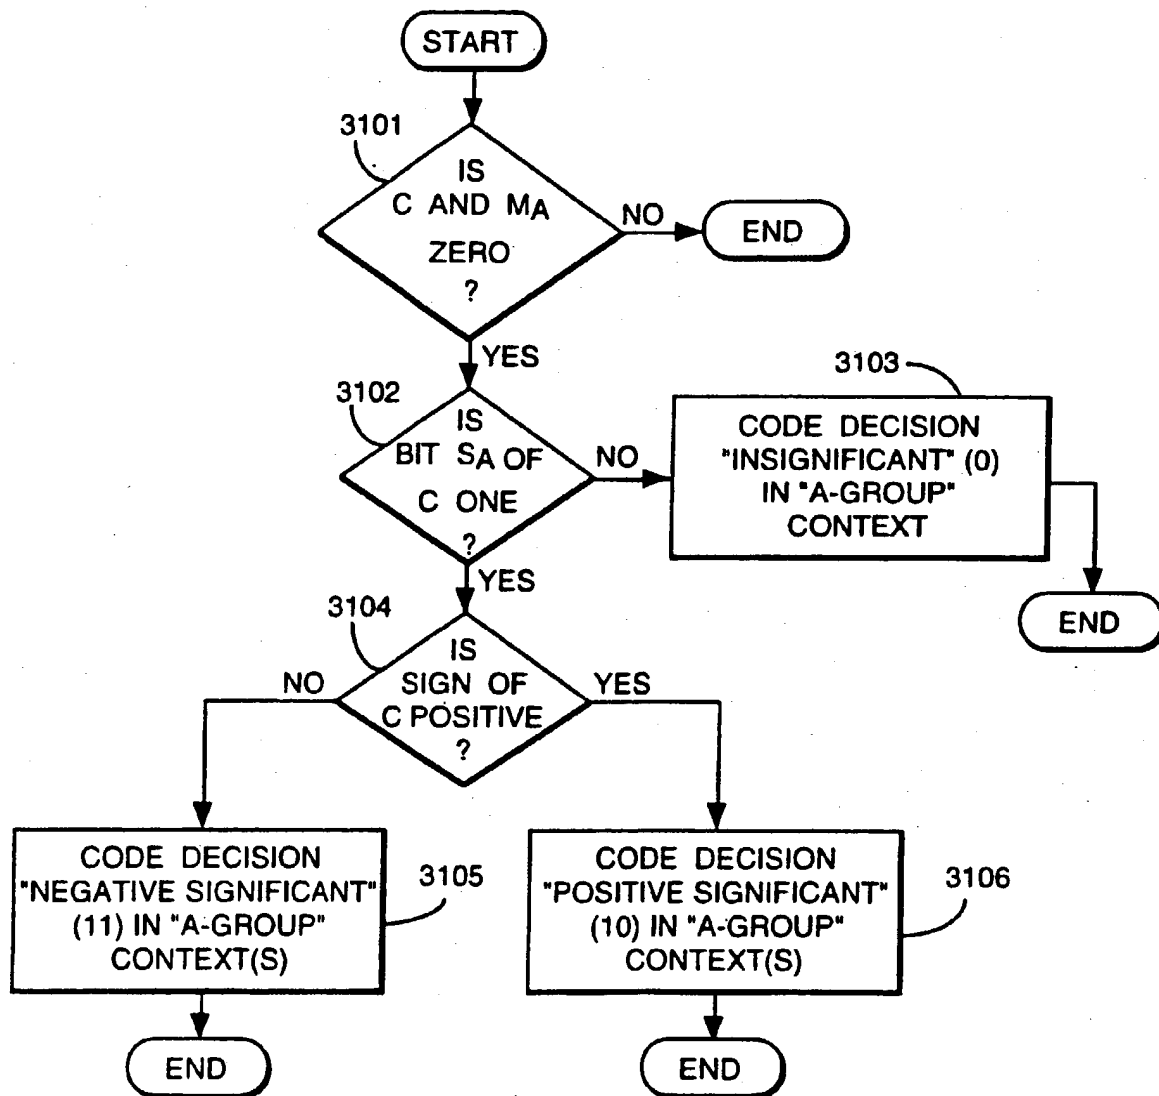 START
3101
IS
C AND MA
ZERO
?
NO
END
YES
3102
IS
BIT SA OF
C ONE
?
NO
3103
CODE DECISION
"INSIGNIFICANT" (0)
IN "A-GROUP"
CONTEXT
END
YES
3104
IS
SIGN OF
C POSITIVE
?
NO
YES
CODE DECISION
"NEGATIVE SIGNIFICANT"
(11) IN "A-GROUP"
CONTEXT(S)
3105
END
CODE DECISION
"POSITIVE SIGNIFICANT"
(10) IN "A-GROUP"
CONTEXT(S)
3106
END